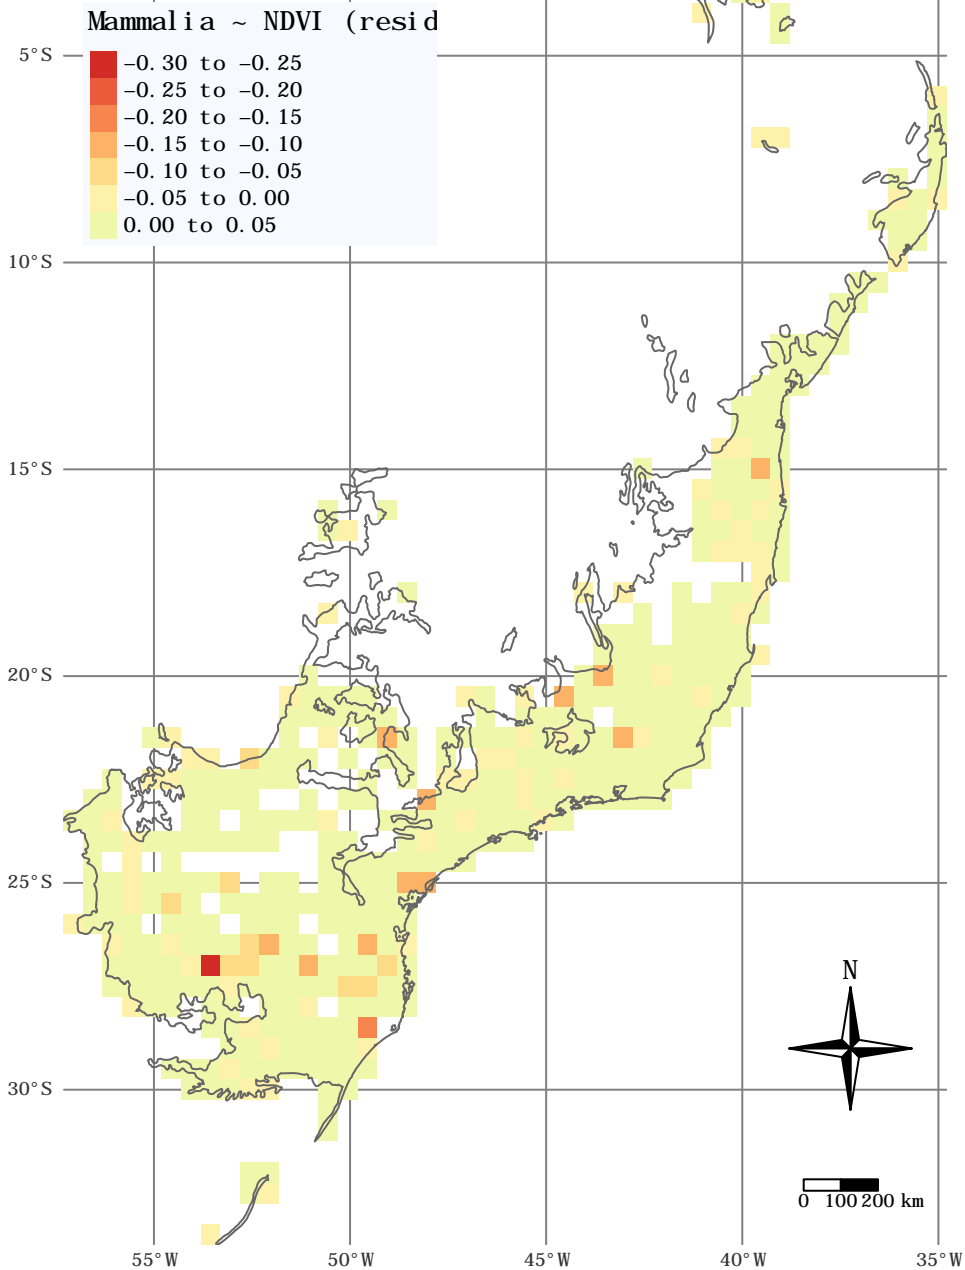 Mammalia ~ NDVI (resid
−0.30 to −0.25
−0.25 to −0.20
−0.20 to −0.15
−0.15 to −0.10
−0.10 to −0.05
−0.05 to 0.00
0.00 to 0.05
5°S
10°S
15°S
20°S
25°S
30°S
N
0 100 200 km
55°W 50°W 45°W 40°W 35°W